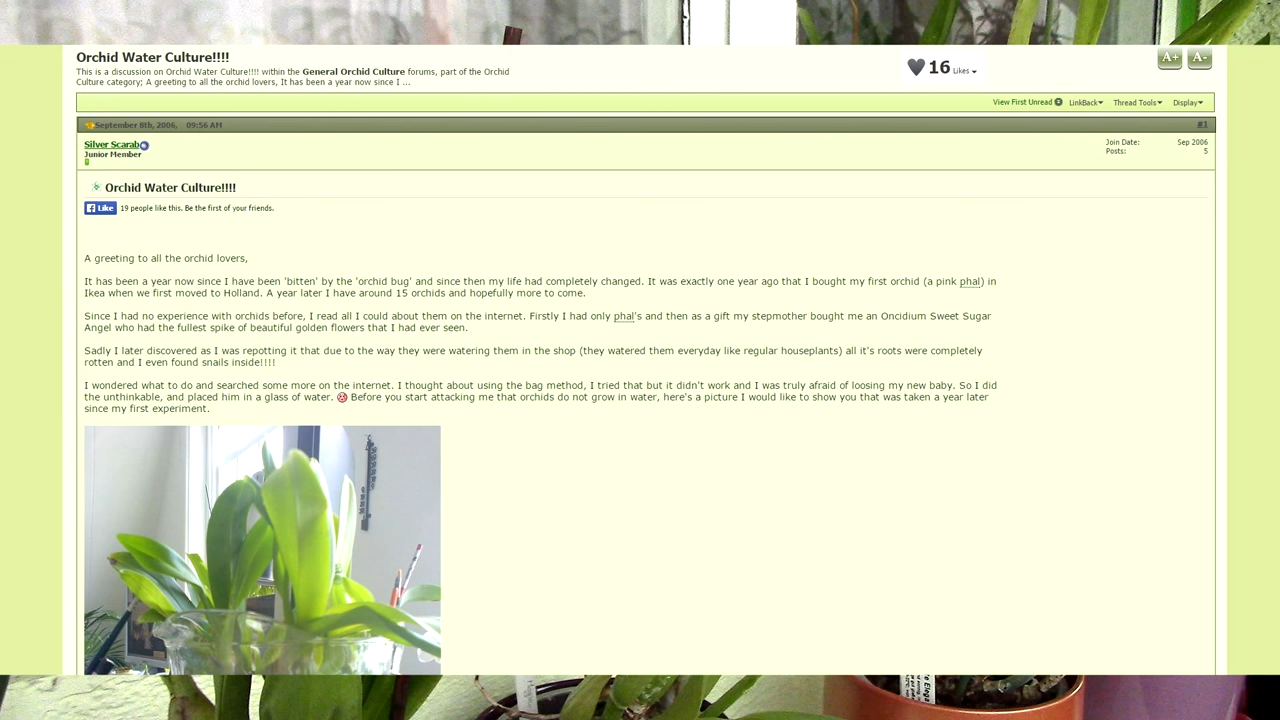 Orchid Water Culture!!!!
This is a discussion on Orchid Water Culture!!!! within the General Orchid Culture forums, part of the Orchid
Culture category; A greeting to all the orchid lovers, It has been a year now since I ...
16 Likes
A+ A-
View First Unread LinkBack Thread Tools Display
September 8th, 2006, 09:56 AM #1
Silver Scarab
Junior Member
Join Date: Sep 2006
Posts: 5
Orchid Water Culture!!!!
Like 19 people like this. Be the first of your friends.
A greeting to all the orchid lovers,
It has been a year now since I have been 'bitten' by the 'orchid bug' and since then my life had completely changed. It was exactly one year ago that I bought my first orchid (a pink phal) in
Ikea when we first moved to Holland. A year later I have around 15 orchids and hopefully more to come.
Since I had no experience with orchids before, I read all I could about them on the internet. Firstly I had only phal's and then as a gift my stepmother bought me an Oncidium Sweet Sugar
Angel who had the fullest spike of beautiful golden flowers that I had ever seen.
Sadly I later discovered as I was repotting it that due to the way they were watering them in the shop (they watered them everyday like regular houseplants) all it's roots were completely
rotten and I even found snails inside!!!!
I wondered what to do and searched some more on the internet. I thought about using the bag method, I tried that but it didn't work and I was truly afraid of loosing my new baby. So I did
the unthinkable, and placed him in a glass of water. Before you start attacking me that orchids do not grow in water, here's a picture I would like to show you that was taken a year later
since my first experiment.